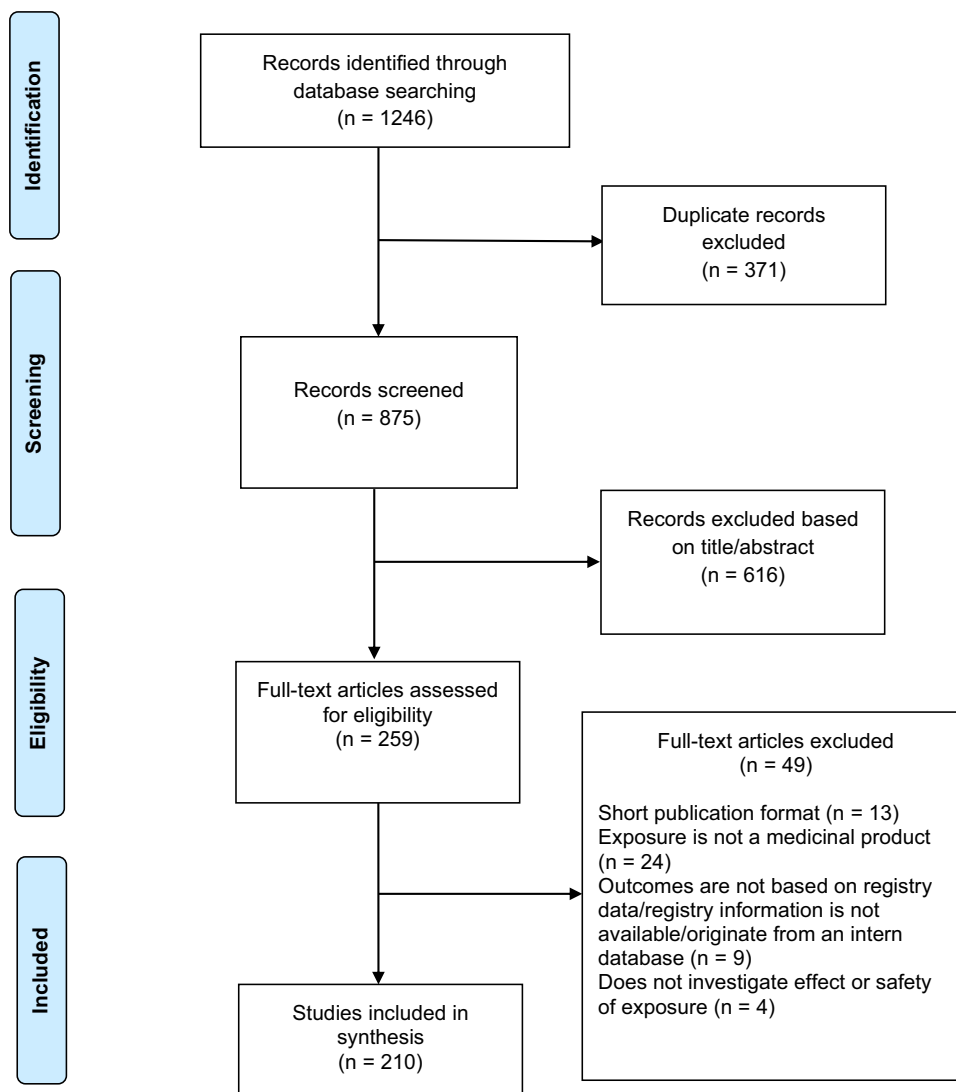 Identification
Records identified through
database searching
(n = 1246)
Duplicate records
excluded
(n = 371)
Screening
Records screened
(n = 875)
Records excluded based
on title/abstract
(n = 616)
Eligibility
Full-text articles assessed
for eligibility
(n = 259)
Full-text articles excluded
(n = 49)
Short publication format (n = 13)
Exposure is not a medicinal product
(n = 24)
Outcomes are not based on registry
data/registry information is not
available/originate from an intern
database (n = 9)
Does not investigate effect or safety
of exposure (n = 4)
Included
Studies included in
synthesis
(n = 210)